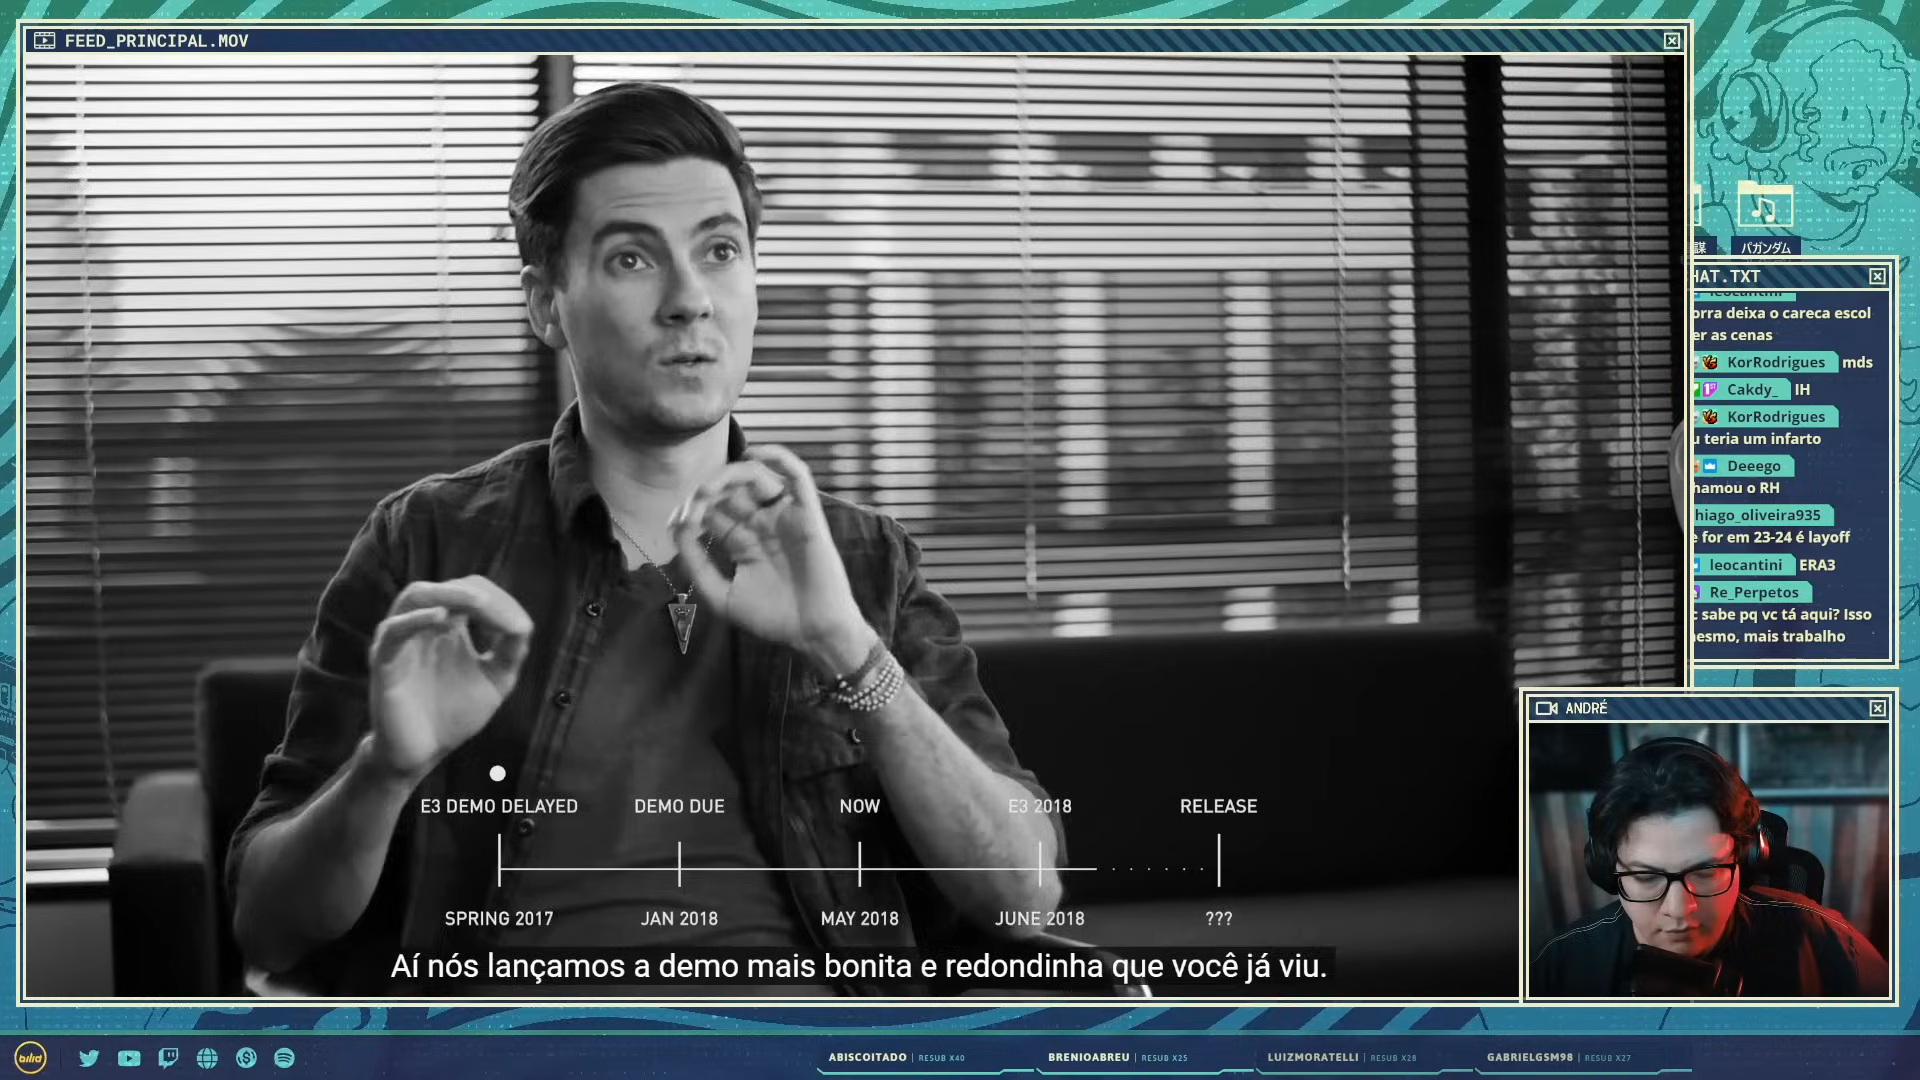 FEED_PRINCIPAL.MOV
パガンダム
HAT.TXT
leocantini
orra deixa o careca escol
er as cenas
KorRodrigues mds
Cakdy_ IH
KorRodrigues
u teria um infarto
Deeego
hamou o RH
hiago_oliveira935
e for em 23-24 é layoff
leocantini ERA3
Re_Perpetos
c sabe pq vc tá aqui? Isso
esmo, mais trabalho
ANDRÉ
E3 DEMO DELAYED DEMO DUE NOW E3 2018 RELEASE
SPRING 2017 JAN 2018 MAY 2018 JUNE 2018 ???
Aí nós lançamos a demo mais bonita e redondinha que você já viu.
ABISCOITADO | RESUB X40 BRENIOABREU | RESUB X25 LUIZMORATELLI | RESUB X28 GABRIELGSM98 | RESUB X27